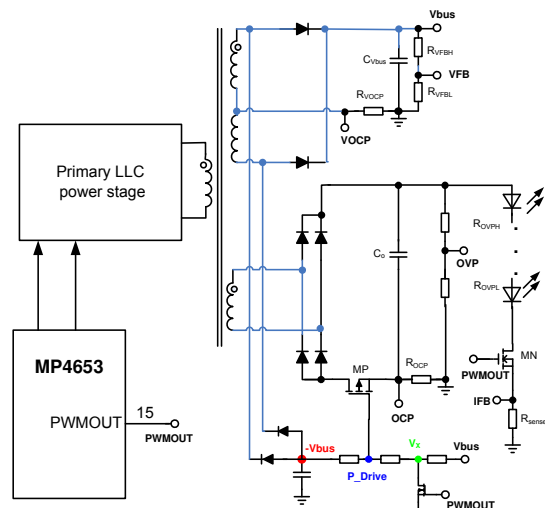 Vbus
CVbus
RVFBH
VFB
RVFBL
RVOCP
VOCP
Primary LLC
power stage
ROVPH
Co
OVP
ROVPL
MP4653
MP
ROCP
MN
PWMOUT
PWMOUT
15
PWMOUT
OCP
IFB
Rsense
-Vbus
Vx
Vbus
P_Drive
PWMOUT